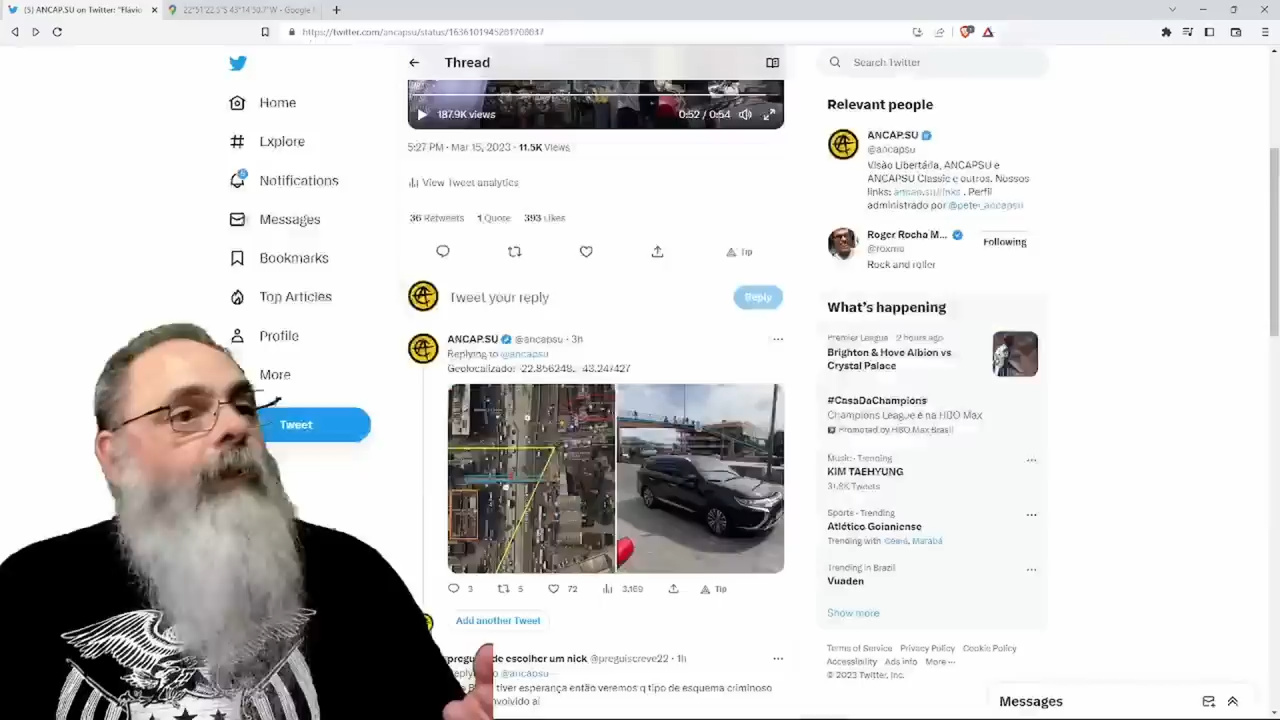 (5) ANCAP.SU on Twitter: "Flávio
22°51'22.5"S 43°14'50.7"W - Google
https://twitter.com/ancapsu/status/1636101945281708037
Home
Explore
Notifications
Messages
Bookmarks
Top Articles
Profile
More
Tweet
Thread
187.9K views
0:52 / 0:54
5:27 PM · Mar 15, 2023 · 11.5K Views
View Tweet analytics
36 Retweets 1 Quote 393 Likes
Tip
Tweet your reply
Reply
ANCAP.SU @ancapsu · 3h
Replying to @ancapsu
Geolocalizado: -22.856248, -43.247427
3 5 72 3,169 Tip
Add another Tweet
de escolher um nick @preguiscreve22 · 1h
@ancapsu
tiver esperança então veremos q tipo de esquema criminoso
Search Twitter
Relevant people
ANCAP.SU
@ancapsu
Visão Libertária, ANCAPSU e
ANCAPSU Classic e outros. Nossos
links: ancap.su/links . Perfil
administrado por @peter_ancapsu
Roger Rocha M...
@roxmo
Following
Rock and roller
What's happening
Premier League · 2 hours ago
Brighton & Hove Albion vs
Crystal Palace
#CasaDaChampions
Champions League é na HBO Max
Promoted by HBO Max Brasil
Music · Trending
KIM TAEHYUNG
Tweets
Sports · Trending
Atlético Goianiense
Trending with Ceará, Marabá
Trending in Brazil
Vuaden
Show more
Terms of Service Privacy Policy Cookie Policy
Accessibility Ads info More ···
© 2023 Twitter, Inc.
Messages